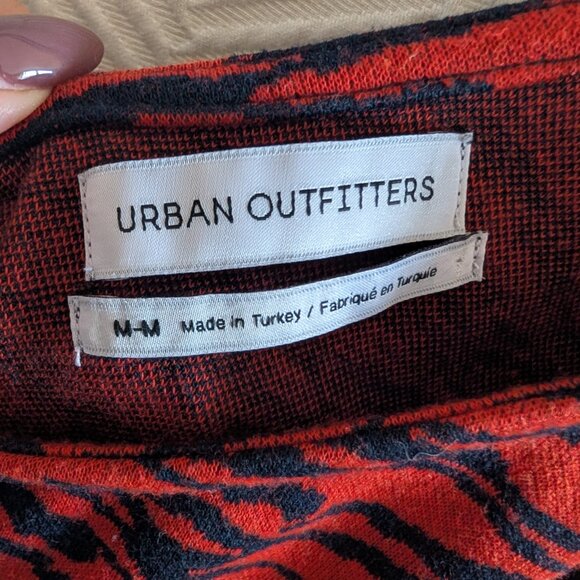 URBAN OUTFITTERS
M-M Made in Turkey / Fabriqué en Turquie